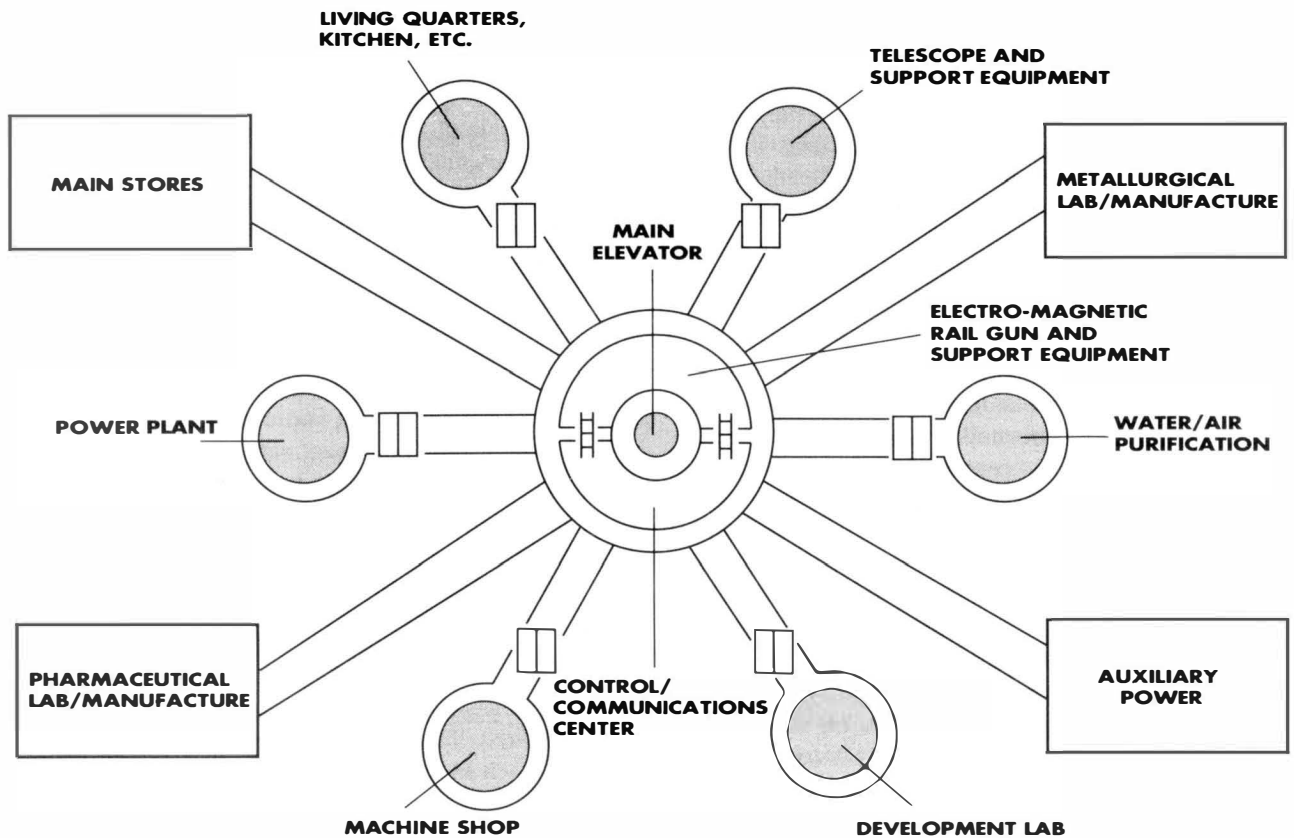 LIVING QUARTERS,
KITCHEN, ETC.
TELESCOPE AND
SUPPORT EQUIPMENT
MAIN STORES
METALLURGICAL
LAB/MANUFACTURE
MAIN
ELEVATOR
ELECTRO-MAGNETIC
RAIL GUN AND
SUPPORT EQUIPMENT
POWER PLANT
WATER/AIR
PURIFICATION
PHARMACEUTICAL
LAB/MANUFACTURE
CONTROL/
COMMUNICATIONS
CENTER
AUXILIARY
POWER
MACHINE SHOP
DEVELOPMENT LAB